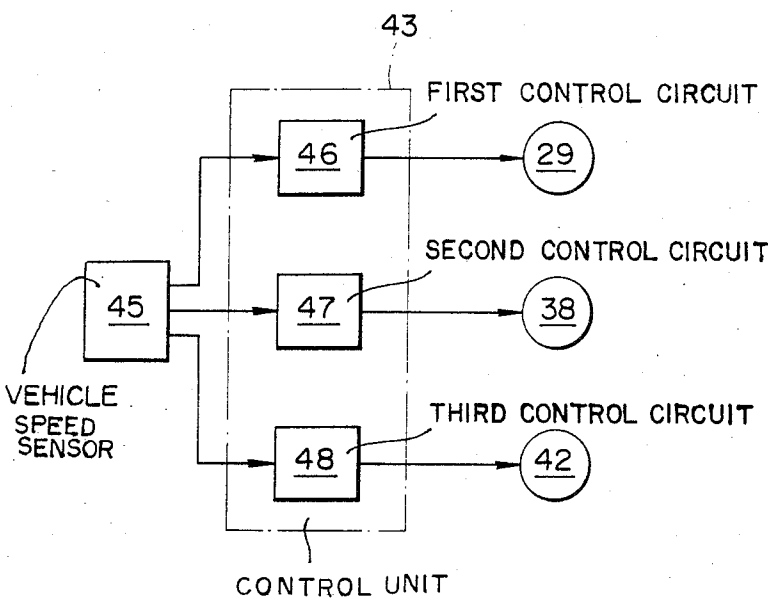 43
FIRST CONTROL CIRCUIT
46
29
SECOND CONTROL CIRCUIT
45
47
38
VEHICLE
SPEED
SENSOR
THIRD CONTROL CIRCUIT
48
42
CONTROL UNIT